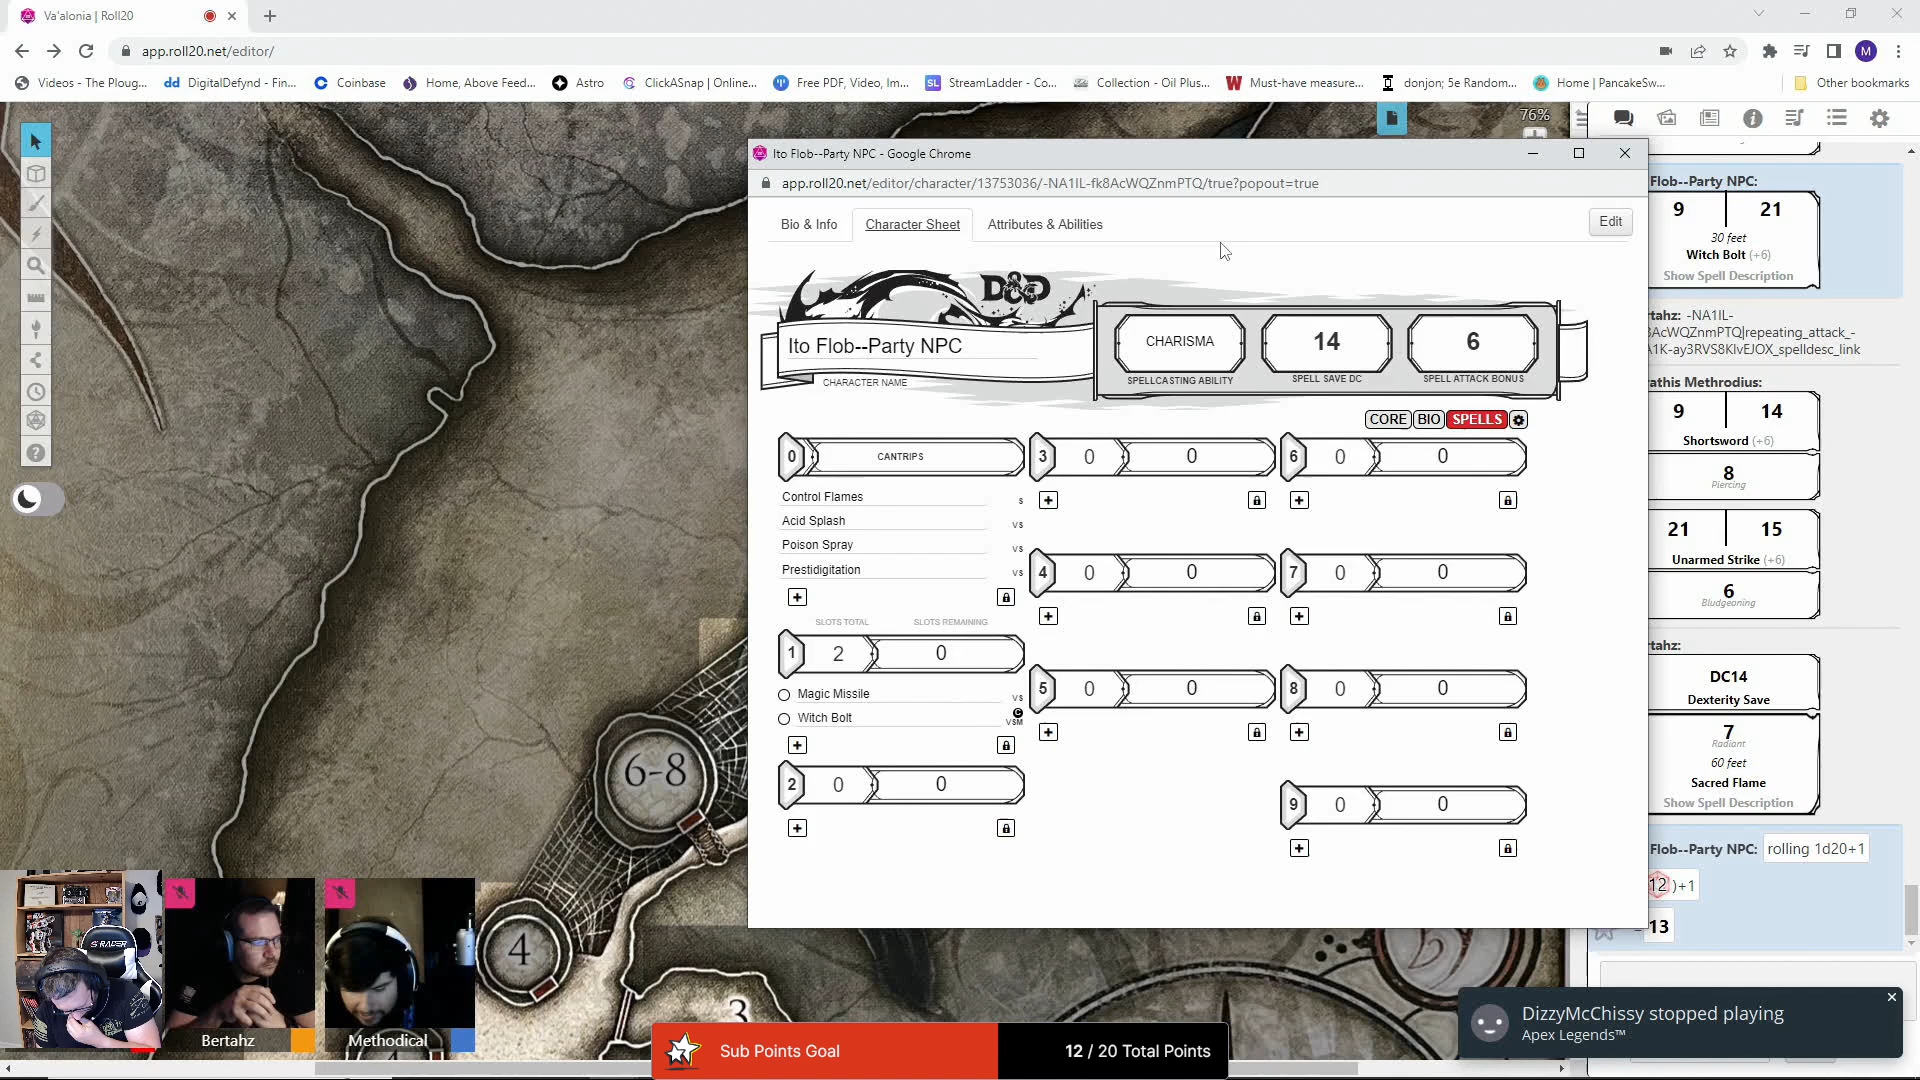 Va'alonia | Roll20
app.roll20.net/editor/
M
Videos - The Ploug...
DigitalDefynd - Fin...
Coinbase
Home, Above Feed...
Astro
ClickASnap | Online...
Free PDF, Video, Im...
StreamLadder - Co...
Collection - Oil Plus...
Must-have measure...
donjon; 5e Random...
Home | PancakeSw...
Other bookmarks
76%
Ito Flob--Party NPC - Google Chrome
app.roll20.net/editor/character/13753036/-NA1IL-fk8AcWQZnmPTQ/true?popout=true
Bio & Info
Character Sheet
Attributes & Abilities
Edit
D&D
Ito Flob--Party NPC
CHARACTER NAME
CHARISMA
SPELLCASTING ABILITY
14
SPELL SAVE DC
6
SPELL ATTACK BONUS
CORE BIO SPELLS
0 CANTRIPS
Control Flames S
Acid Splash VS
Poison Spray VS
Prestidigitation VS
SLOTS TOTAL SLOTS REMAINING
1 2 0
Magic Missile VS
Witch Bolt C VSM
2 0 0
3 0 0
4 0 0
5 0 0
6 0 0
7 0 0
8 0 0
9 0 0
Flob--Party NPC:
9 21
30 feet
Witch Bolt (+6)
Show Spell Description
tahz: -NA1IL-
8AcWQZnmPTQ|repeating_attack_-
1K-ay3RVS8KlvEJOX_spelldesc_link
athis Methrodius:
9 14
Shortsword (+6)
8
Piercing
21 15
Unarmed Strike (+6)
6
Bludgeoning
tahz:
DC14
Dexterity Save
7
Radiant
60 feet
Sacred Flame
Show Spell Description
Flob--Party NPC: rolling 1d20+1
12 )+1
13
6-8
4
3
S RACER
Bertahz
Methodical
Sub Points Goal
12 / 20 Total Points
DizzyMcChissy stopped playing
Apex Legends™